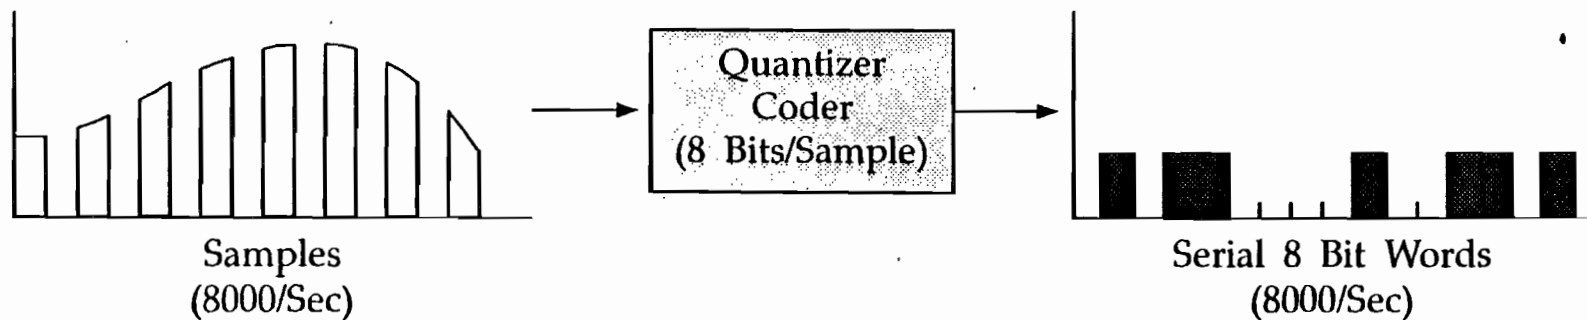 Quantizer
Coder
(8 Bits/Sample)
Samples
(8000/Sec)
Serial 8 Bit Words
(8000/Sec)